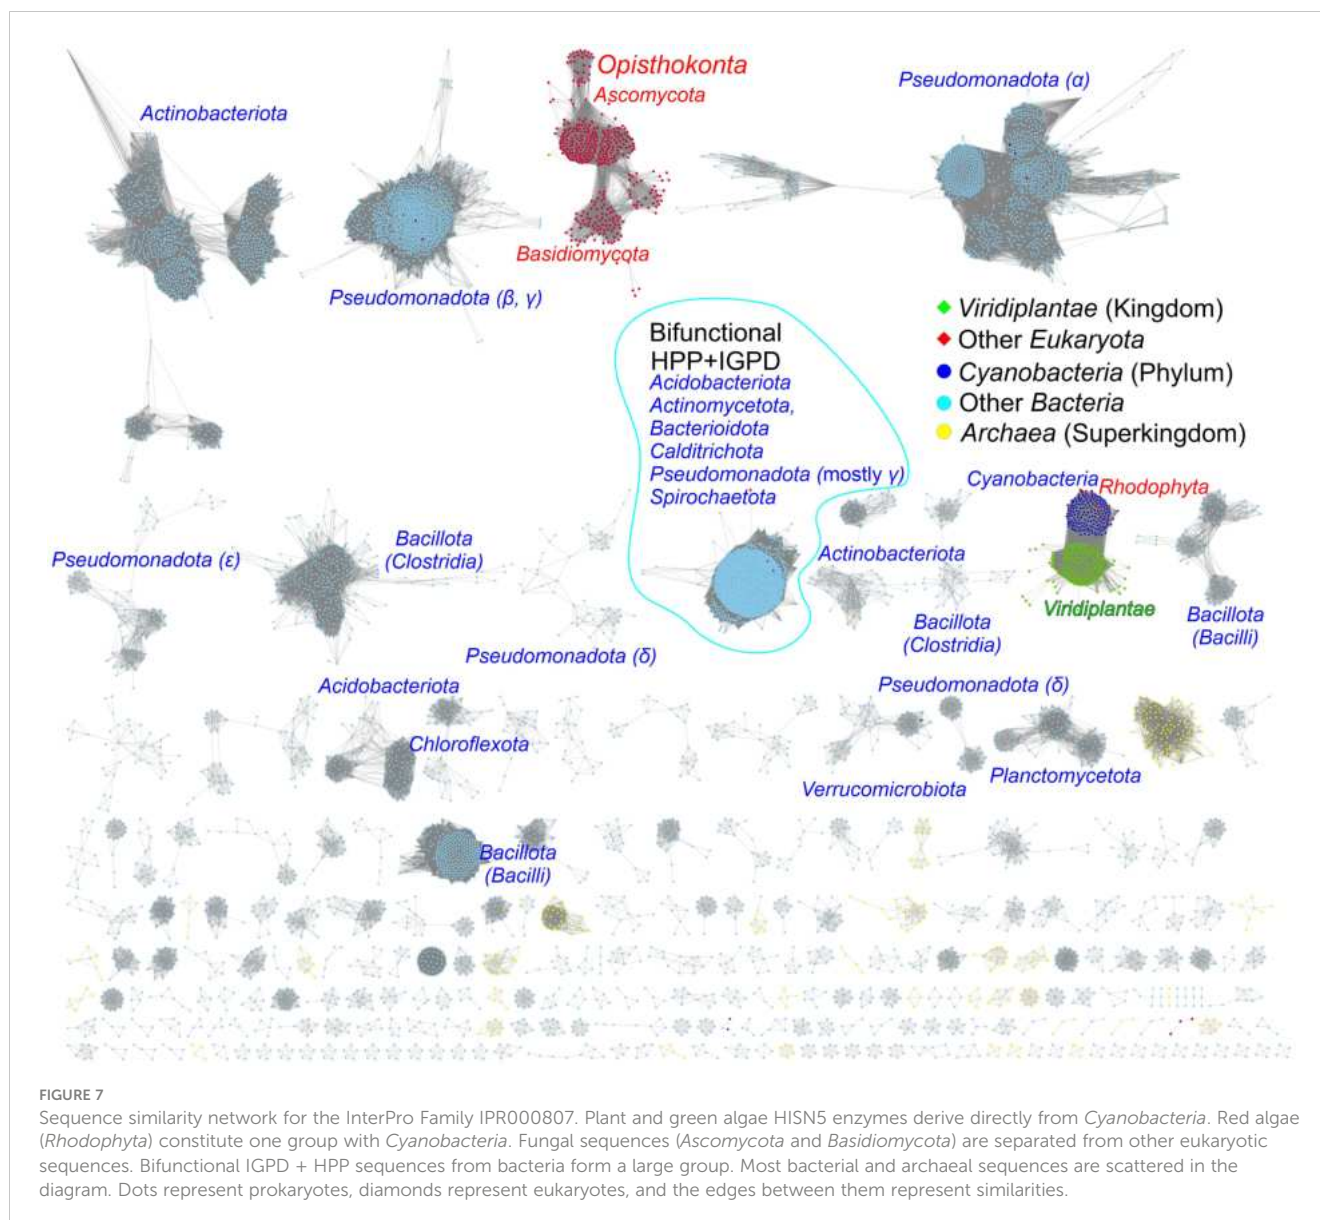 Opisthokonta
Ascomycota
Pseudomonadota (α)
Actinobacteriota
Basidiomycota
Pseudomonadota (β, γ)
Bifunctional
HPP+IGPD
Acidobacteriota
Actinomycetota,
Bacterioidota
Calditrichota
Pseudomonadota (mostly γ)
Spirochaetota
Viridiplantae (Kingdom)
Other Eukaryota
Cyanobacteria (Phylum)
Other Bacteria
Archaea (Superkingdom)
Cyanobacteria
Rhodophyta
Pseudomonadota (ε)
Bacillota
(Clostridia)
Actinobacteriota
Viridiplantae
Bacillota
(Clostridia)
Bacillota
(Bacilli)
Pseudomonadota (δ)
Acidobacteriota
Pseudomonadota (δ)
Chloroflexota
Verrucomicrobiota
Planctomycetota
Bacillota
(Bacilli)
FIGURE 7
Sequence similarity network for the InterPro Family IPR000807. Plant and green algae HISN5 enzymes derive directly from Cyanobacteria. Red algae
(Rhodophyta) constitute one group with Cyanobacteria. Fungal sequences (Ascomycota and Basidiomycota) are separated from other eukaryotic
sequences. Bifunctional IGPD + HPP sequences from bacteria form a large group. Most bacterial and archaeal sequences are scattered in the
diagram. Dots represent prokaryotes, diamonds represent eukaryotes, and the edges between them represent similarities.